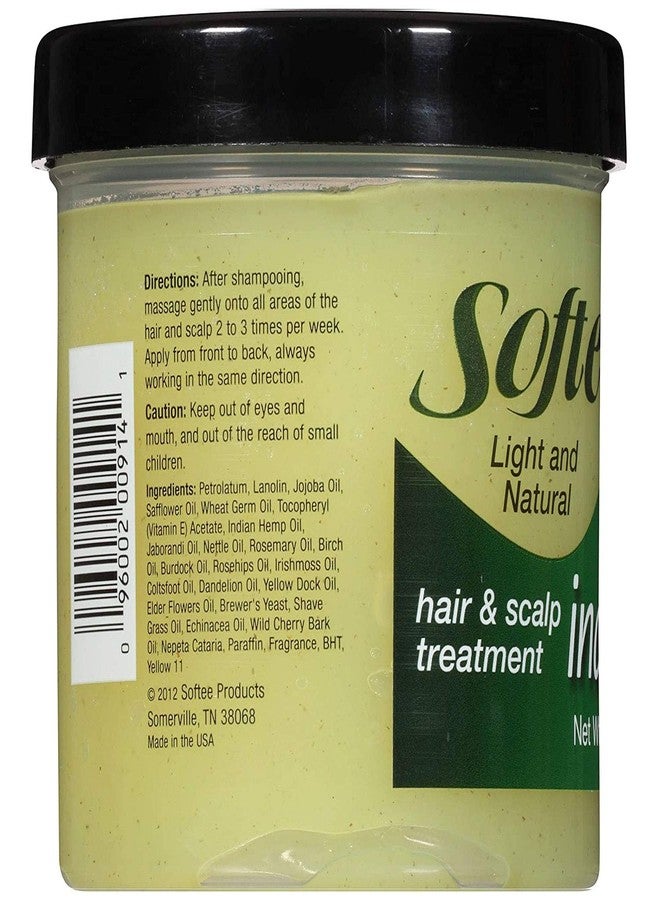 Directions: After shampooing,
massage gently onto all areas of the
hair and scalp 2 to 3 times per week.
Apply from front to back, always
working in the same direction.
Caution: Keep out of eyes and
mouth, and out of the reach of small
children.
Ingredients: Petrolatum, Lanolin, Jojoba Oil,
Safflower Oil, Wheat Germ Oil, Tocopheryl
(Vitamin E) Acetate, Indian Hemp Oil,
Jaborandi Oil, Nettle Oil, Rosemary Oil, Birch
Oil, Burdock Oil, Rosehips Oil, Irishmoss Oil,
Coltsfoot Oil, Dandelion Oil, Yellow Dock Oil,
Elder Flowers Oil, Brewer's Yeast, Shave
Grass Oil, Echinacea Oil, Wild Cherry Bark
Oil, Nepeta Cataria, Paraffin, Fragrance, BHT,
Yellow 11
© 2012 Softee Products
Somerville, TN 38068
Made in the USA
0 96002 00914 1
Softe
Light and
Natural
hair & scalp
treatment
in
Net W